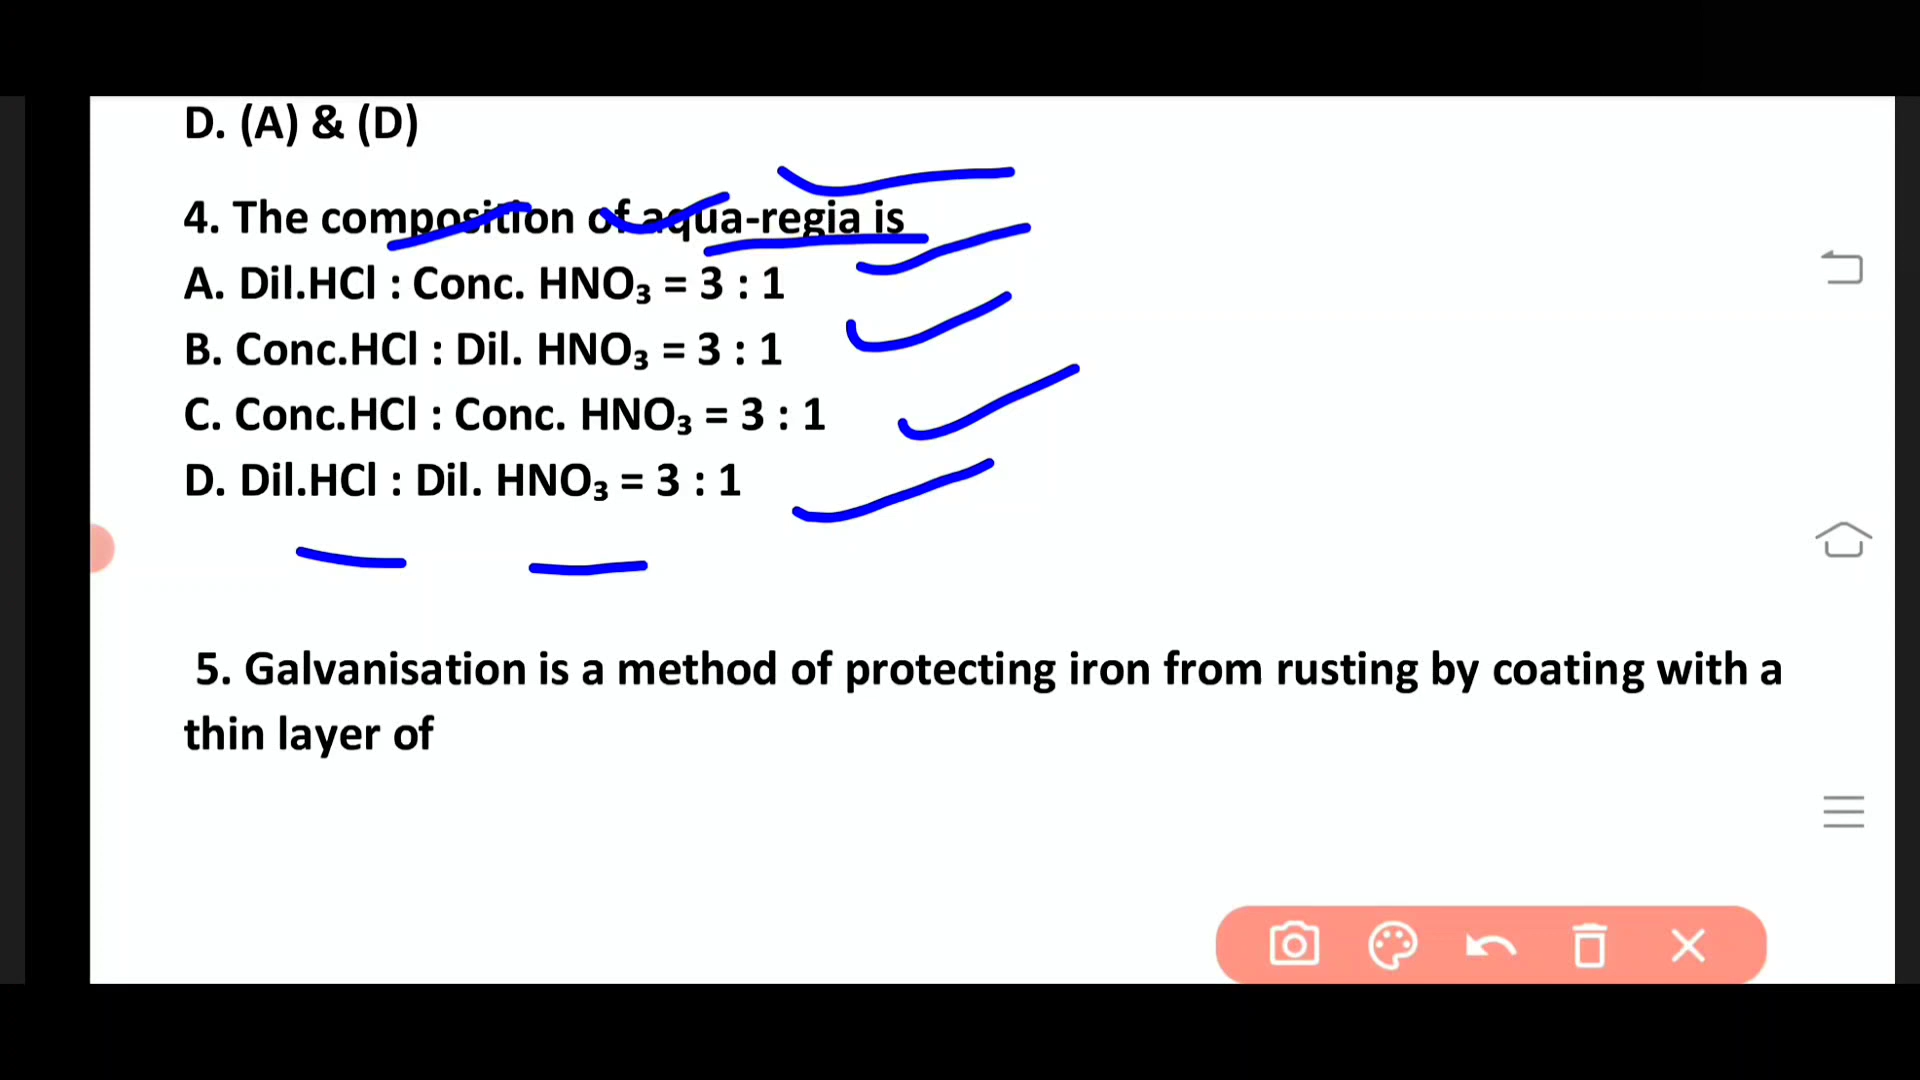 D. (A) & (D)
4. The composition of aqua-regia is
A. Dil.HCl : Conc. HNO₃ = 3 : 1
B. Conc.HCl : Dil. HNO₃ = 3 : 1
C. Conc.HCl : Conc. HNO₃ = 3 : 1
D. Dil.HCl : Dil. HNO₃ = 3 : 1
5. Galvanisation is a method of protecting iron from rusting by coating with a
thin layer of